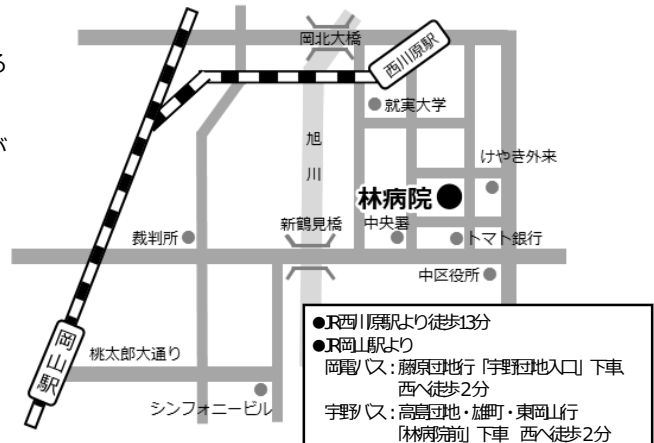 る
が
岡北大橋
西川原駅
就実大学
旭川
けやき外来
林病院
新鶴見橋
中央署
裁判所
トマト銀行
中区役所
岡山駅
桃太郎大通り
シンフォニービル
●JR西川原駅より徒歩13分
●JR岡山駅より
岡電バス：藤原団地行「宇野団地入口」下車
西へ徒歩2分
宇野バス：高島団地・雄町・東岡山行
「林病院前」下車 西へ徒歩2分